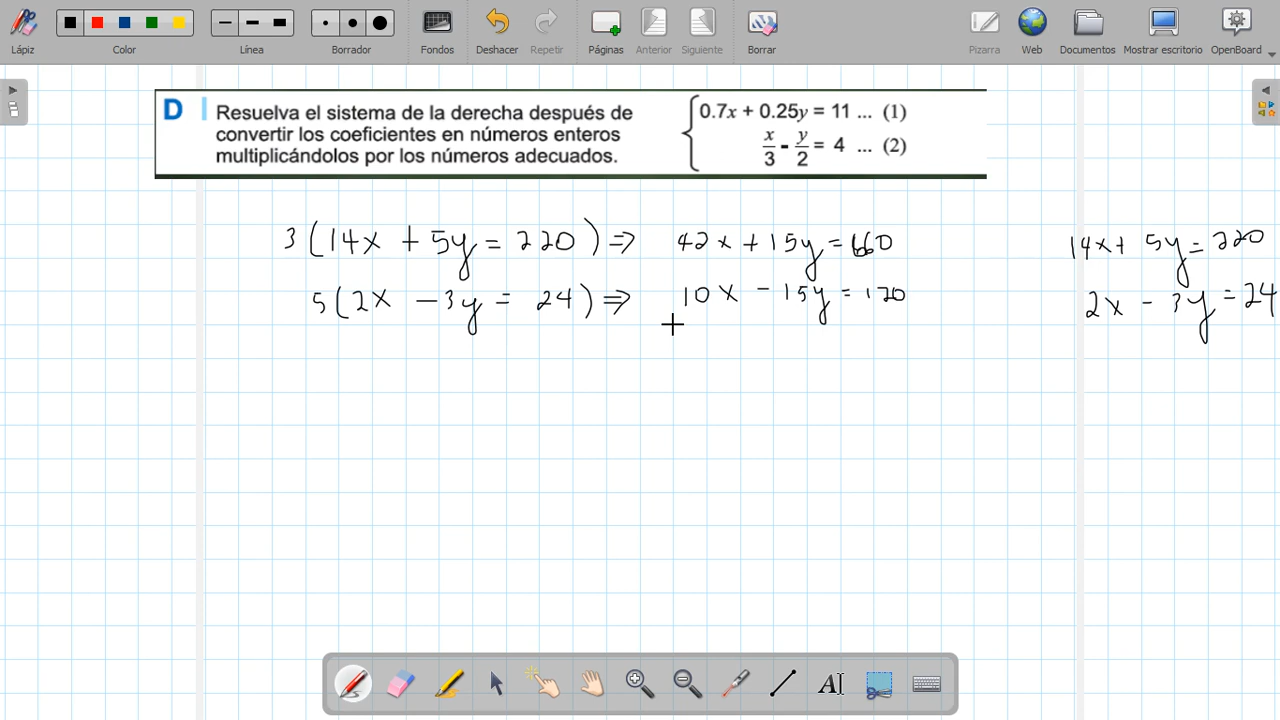 Lápiz Color Línea Borrador Fondos Deshacer Repetir Páginas Anterior Siguiente Borrar Pizarra Web Documentos Mostrar escritorio OpenBoard
D Resuelva el sistema de la derecha después de
convertir los coeficientes en números enteros
multiplicándolos por los números adecuados.
0.7x + 0.25y = 11 ... (1)
x/3 - y/2 = 4 ... (2)
3(14x + 5y = 220) ⇒ 42x + 15y = 660
5(2x - 3y = 24) ⇒ 10x - 15y = 120
14x + 5y = 220
2x - 3y = 24